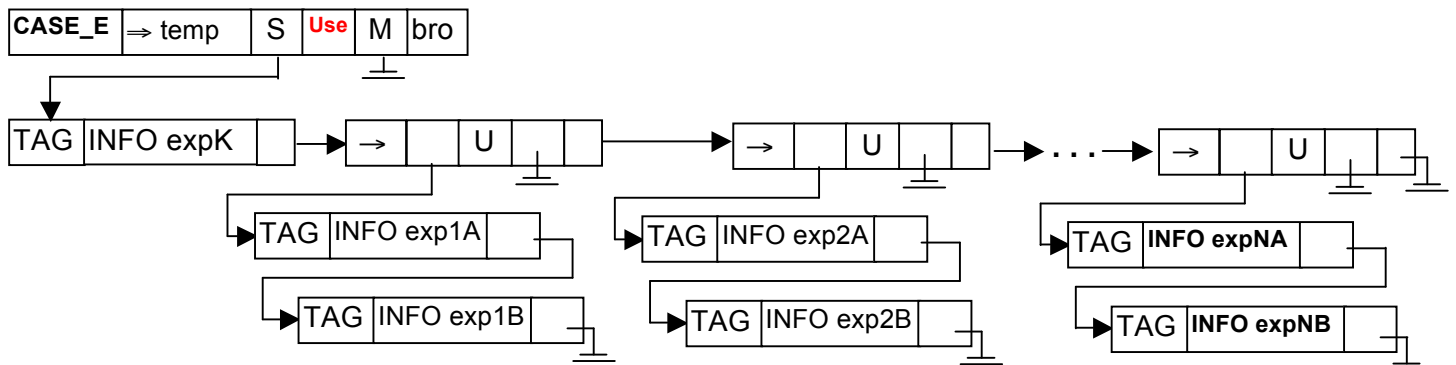 CASE_E ⇒ temp S Use M bro
TAG INFO expK → U → U . . . → U
TAG INFO exp1A TAG INFO exp2A TAG INFO expNA
TAG INFO exp1B TAG INFO exp2B TAG INFO expNB